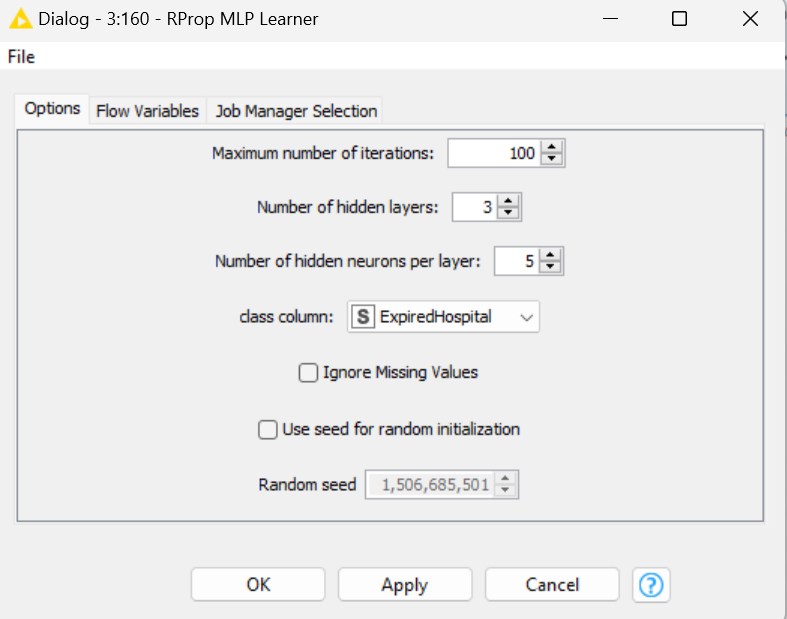 Dialog - 3:160 - RProp MLP Learner
File
Options Flow Variables Job Manager Selection
Maximum number of iterations: 100
Number of hidden layers: 3
Number of hidden neurons per layer: 5
class column: S ExpiredHospital
Ignore Missing Values
Use seed for random initialization
Random seed 1,506,685,501
OK Apply Cancel ?